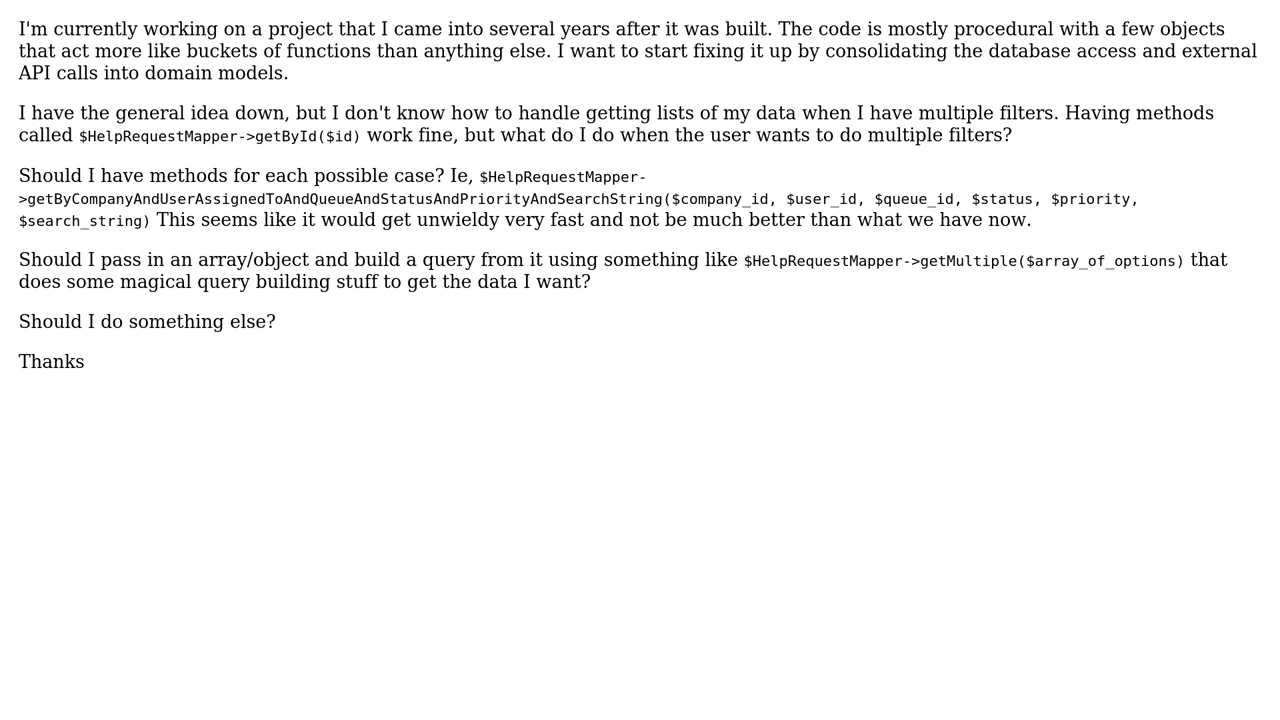 I'm currently working on a project that I came into several years after it was built. The code is mostly procedural with a few objects
that act more like buckets of functions than anything else. I want to start fixing it up by consolidating the database access and external
API calls into domain models.
I have the general idea down, but I don't know how to handle getting lists of my data when I have multiple filters. Having methods
called $HelpRequestMapper->getById($id) work fine, but what do I do when the user wants to do multiple filters?
Should I have methods for each possible case? Ie, $HelpRequestMapper-
>getByCompanyAndUserAssignedToAndQueueAndStatusAndPriorityAndSearchString($company_id, $user_id, $queue_id, $status, $priority,
$search_string) This seems like it would get unwieldy very fast and not be much better than what we have now.
Should I pass in an array/object and build a query from it using something like $HelpRequestMapper->getMultiple($array_of_options) that
does some magical query building stuff to get the data I want?
Should I do something else?
Thanks